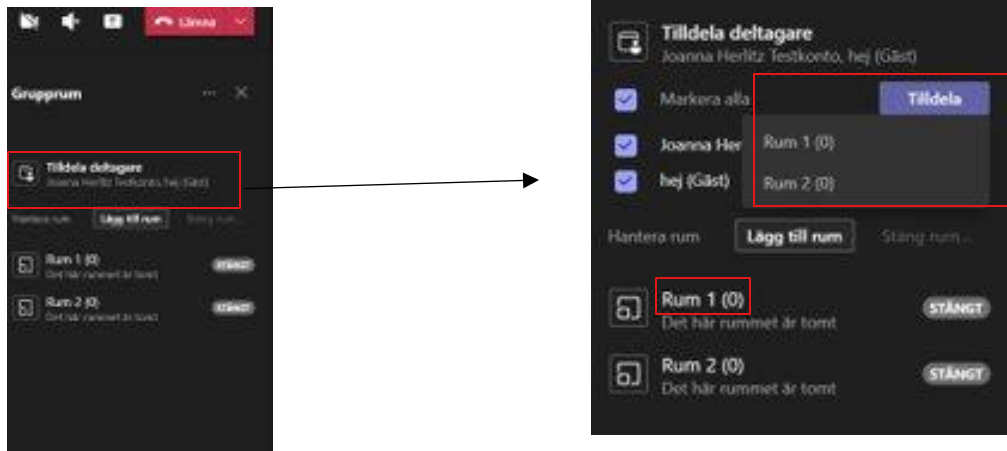 Lämna
Grupprum
Tilldela deltagare
Joanna Herlitz Testkonto, hej (Gäst)
Hantera rum Lägg till rum Stäng rum...
Rum 1 (0)
Det här rummet är tomt
STÄNGT
Rum 2 (0)
Det här rummet är tomt
STÄNGT
Tilldela deltagare
Joanna Herlitz Testkonto, hej (Gäst)
Markera alla Tilldela
Joanna Her Rum 1 (0)
hej (Gäst) Rum 2 (0)
Hantera rum Lägg till rum Stäng rum...
Rum 1 (0)
Det här rummet är tomt
STÄNGT
Rum 2 (0)
Det här rummet är tomt
STÄNGT